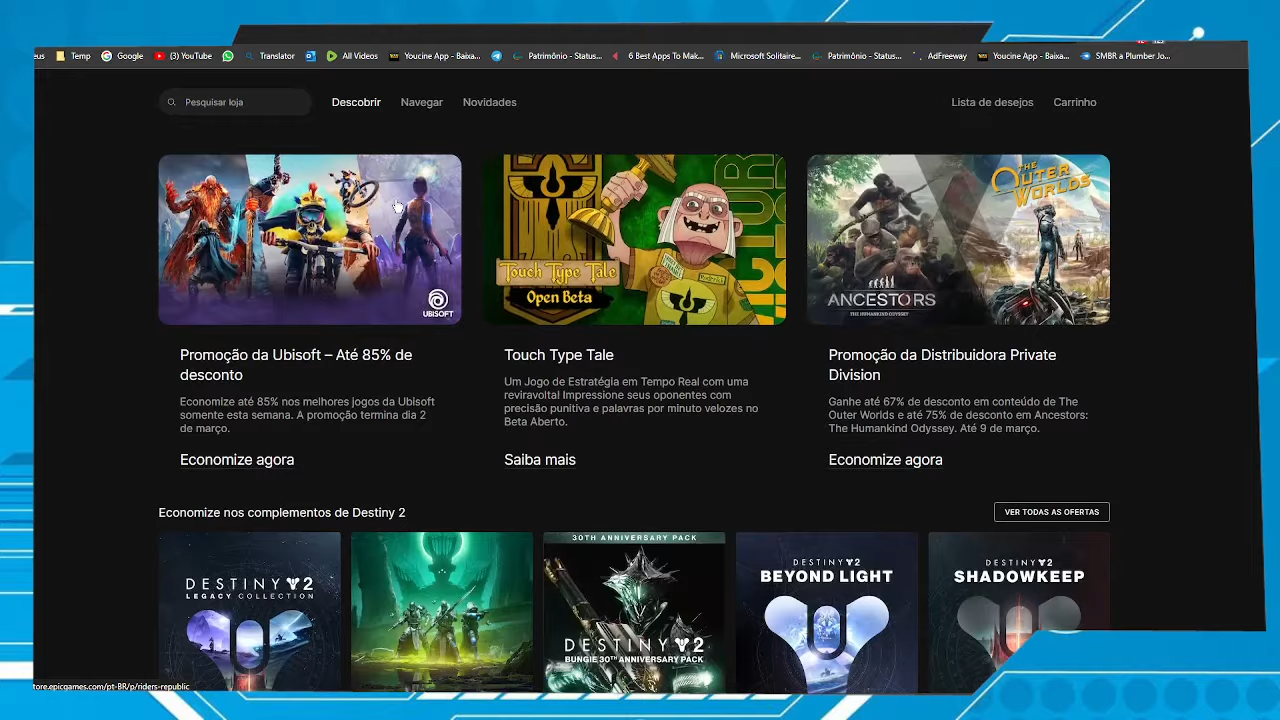 eus Temp Google (3) YouTube Translator All Videos Youcine App - Baixa... Patrimônio - Status... 6 Best Apps To Mak... Microsoft Solitaire... Patrimônio - Status... AdFreeway Youcine App - Baixa... SMBR a Plumber Jo...
Pesquisar loja Descobrir Navegar Novidades Lista de desejos Carrinho
UBISOFT
Touch Type Tale
Open Beta
THE
OUTER
WORLDS
ANCESTORS
THE HUMANKIND ODYSSEY
Promoção da Ubisoft – Até 85% de
desconto
Economize até 85% nos melhores jogos da Ubisoft
somente esta semana. A promoção termina dia 2
de março.
Economize agora
Touch Type Tale
Um Jogo de Estratégia em Tempo Real com uma
reviravolta! Impressione seus oponentes com
precisão punitiva e palavras por minuto velozes no
Beta Aberto.
Saiba mais
Promoção da Distribuidora Private
Division
Ganhe até 67% de desconto em conteúdo de The
Outer Worlds e até 75% de desconto em Ancestors:
The Humankind Odyssey. Até 9 de março.
Economize agora
Economize nos complementos de Destiny 2
VER TODAS AS OFERTAS
DESTINY 2
LEGACY COLLECTION
30TH ANNIVERSARY PACK
DESTINY 2
BUNGIE 30TH ANNIVERSARY PACK
DESTINY 2
BEYOND LIGHT
DESTINY 2
SHADOWKEEP
tore.epicgames.com/pt-BR/p/riders-republic